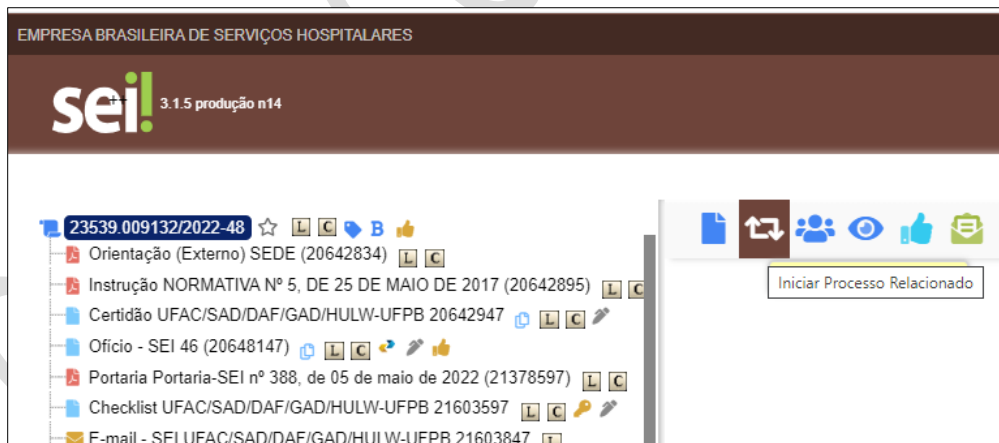 EMPRESA BRASILEIRA DE SERVIÇOS HOSPITALARES
sei!
3.1.5 produção n14
23539.009132/2022-48 L C B
Orientação (Externo) SEDE (20642834) L C
Iniciar Processo Relacionado
Instrução NORMATIVA Nº 5, DE 25 DE MAIO DE 2017 (20642895) L C
Certidão UFAC/SAD/DAF/GAD/HULW-UFPB 20642947 L C
Ofício - SEI 46 (20648147) L C
Portaria Portaria-SEI nº 388, de 05 de maio de 2022 (21378597) L C
Checklist UFAC/SAD/DAF/GAD/HULW-UFPB 21603597 L C
E-mail - SEI UFAC/SAD/DAF/GAD/HULW-UFPB 21603847 L